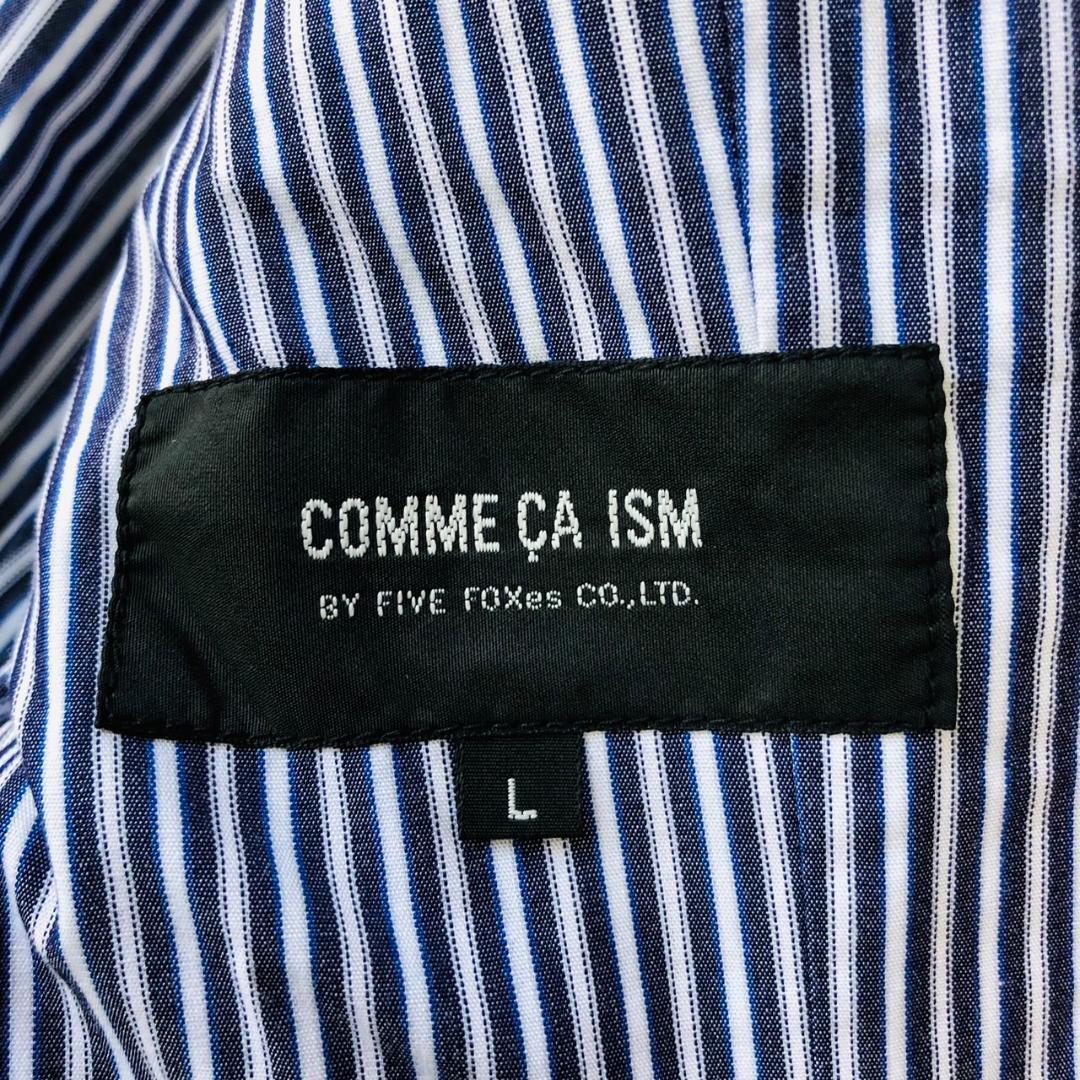 COMME ÇA ISM
BY FIVE FOXes CO.,LTD.
L